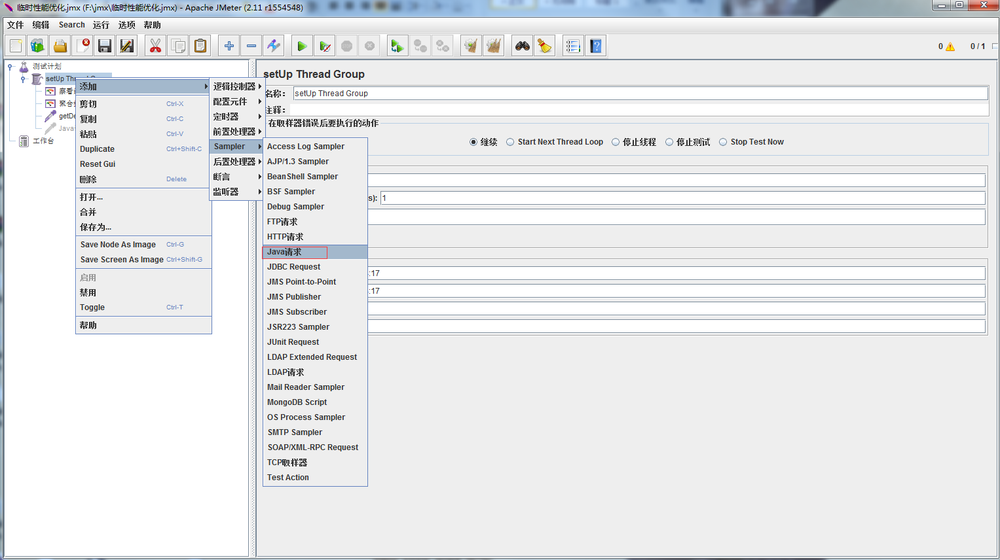 临时性能优化.jmx (F:\jmx\临时性能优化.jmx) - Apache JMeter (2.11 r1554548)
文件 编辑 Search 运行 选项 帮助
0 0 / 1
测试计划
setUp Th
察看
聚合
getDe
Java
工作台
添加
剪切 Ctrl-X
复制 Ctrl-C
粘贴 Ctrl-V
Duplicate Ctrl+Shift-C
Reset Gui
删除 Delete
打开...
合并
保存为...
Save Node As Image Ctrl-G
Save Screen As Image Ctrl+Shift-G
启用
禁用
Toggle Ctrl-T
帮助
逻辑控制器
配置元件
定时器
前置处理器
Sampler
后置处理器
断言
监听器
Access Log Sampler
AJP/1.3 Sampler
BeanShell Sampler
BSF Sampler
Debug Sampler
FTP请求
HTTP请求
Java请求
JDBC Request
JMS Point-to-Point
JMS Publisher
JMS Subscriber
JSR223 Sampler
JUnit Request
LDAP Extended Request
LDAP请求
Mail Reader Sampler
MongoDB Script
OS Process Sampler
SMTP Sampler
SOAP/XML-RPC Request
TCP取样器
Test Action
setUp Thread Group
名称： setUp Thread Group
注释：
在取样器错误后要执行的动作
继续 Start Next Thread Loop 停止线程 停止测试 Stop Test Now
s): 1
:17
:17